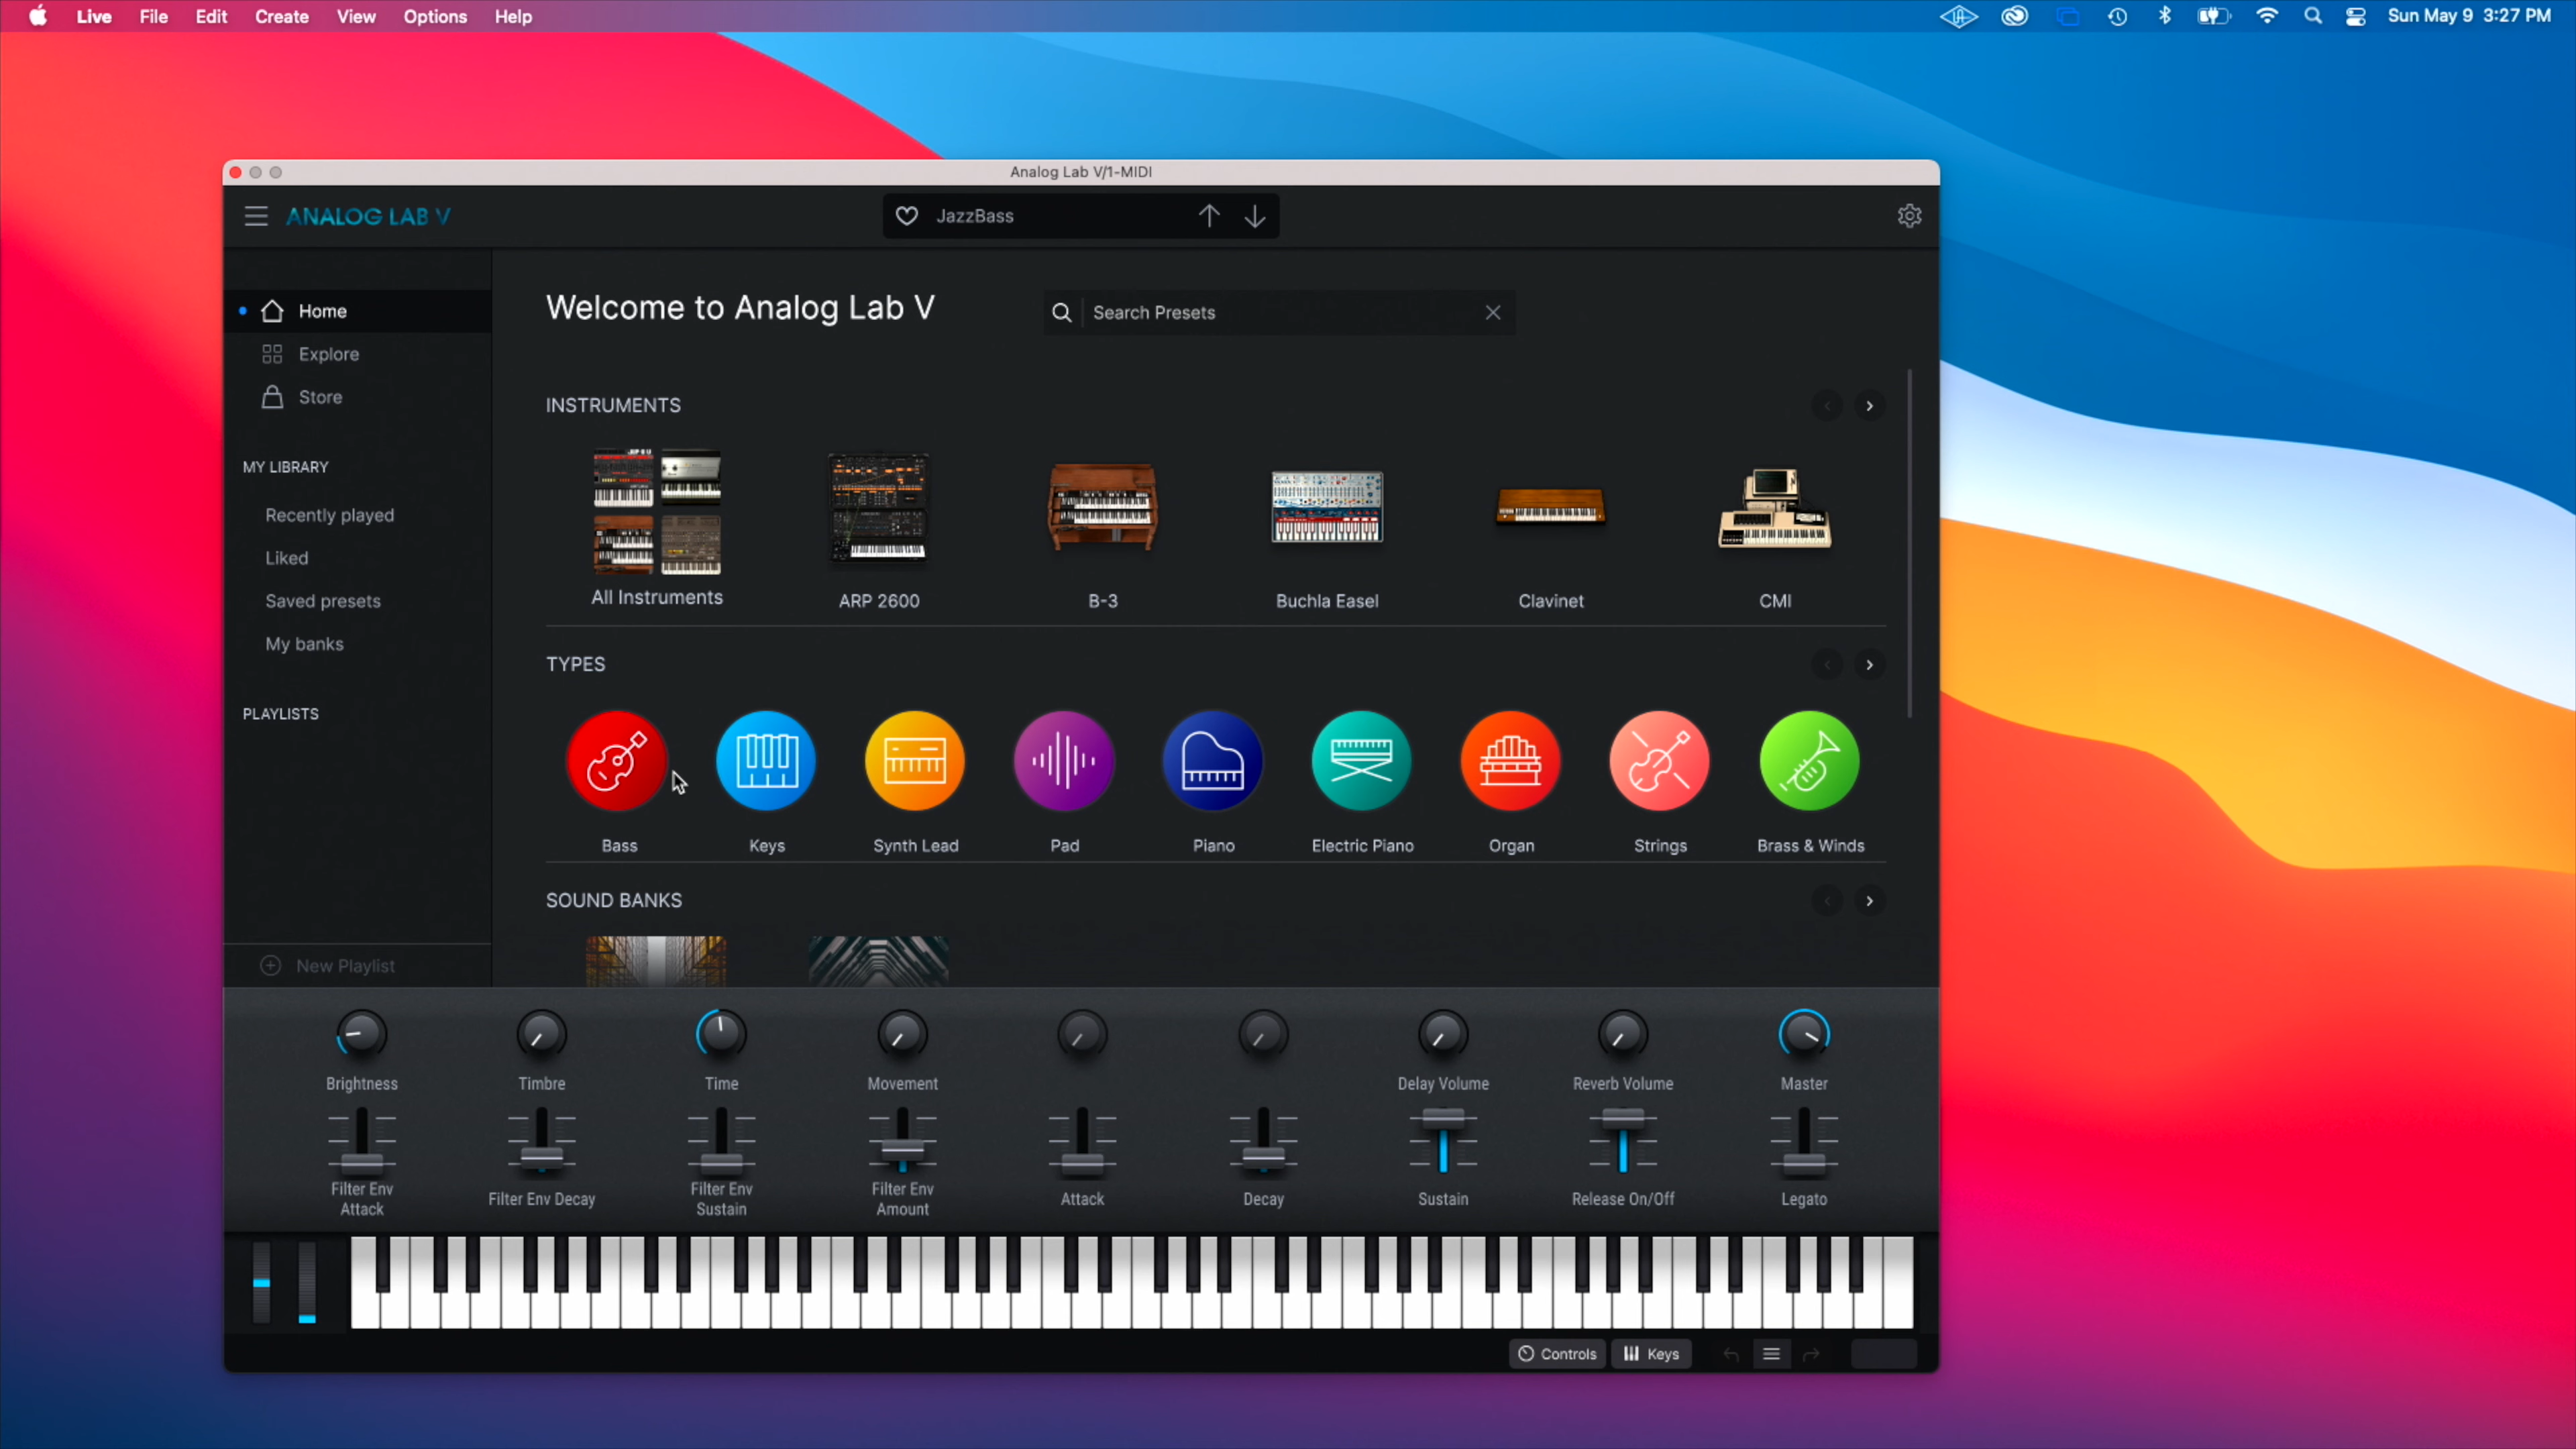 Live File Edit Create View Options Help
Sun May 9 3:27 PM
Analog Lab V/1-MIDI
ANALOG LAB V
JazzBass
Home
Explore
Store
MY LIBRARY
Recently played
Liked
Saved presets
My banks
PLAYLISTS
New Playlist
Welcome to Analog Lab V
Search Presets
INSTRUMENTS
All Instruments
ARP 2600
B-3
Buchla Easel
Clavinet
CMI
TYPES
Bass
Keys
Synth Lead
Pad
Piano
Electric Piano
Organ
Strings
Brass & Winds
SOUND BANKS
Brightness
Timbre
Time
Movement
Delay Volume
Reverb Volume
Master
Filter Env
Attack
Filter Env Decay
Filter Env
Sustain
Filter Env
Amount
Attack
Decay
Sustain
Release On/Off
Legato
Controls
Keys